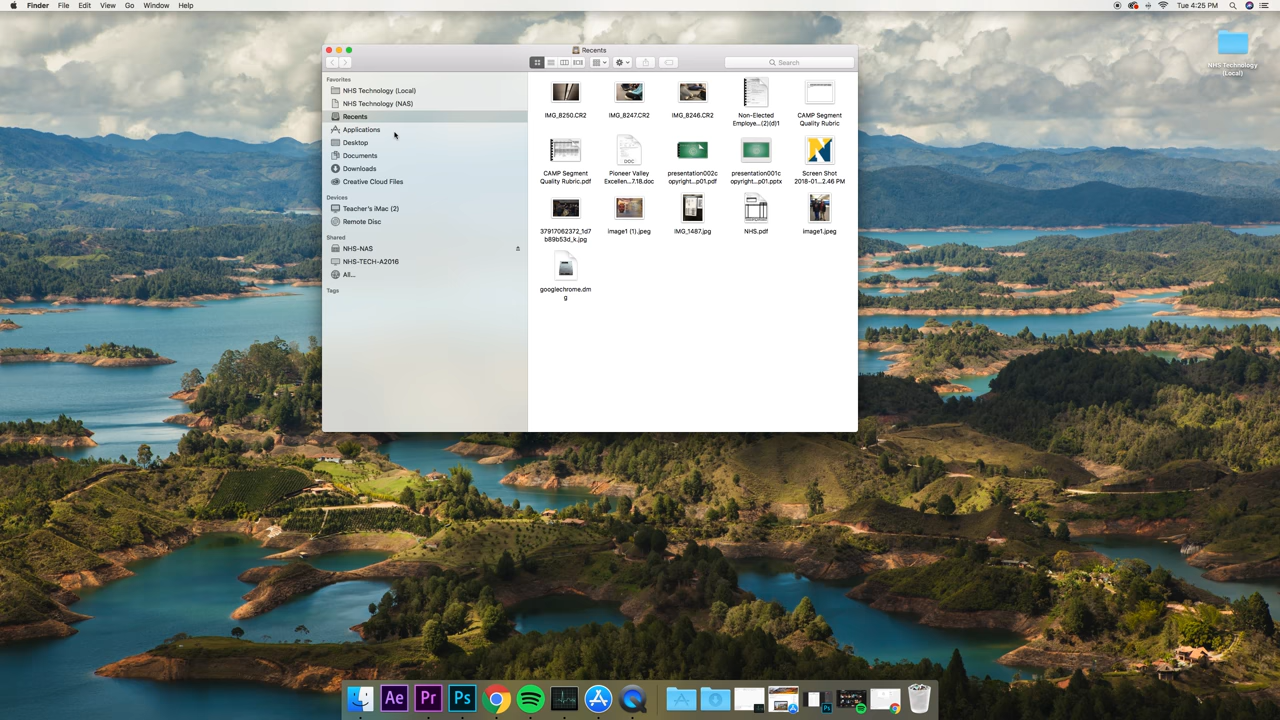 Finder File Edit View Go Window Help
Tue 4:25 PM
NHS Technology
(Local)
Recents
Search
Favorites
NHS Technology (Local)
NHS Technology (NAS)
Recents
Applications
Desktop
Documents
Downloads
Creative Cloud Files
Devices
Teacher's iMac (2)
Remote Disc
Shared
NHS-NAS
NHS-TECH-A2016
All...
Tags
IMG_8250.CR2
IMG_8247.CR2
IMG_8246.CR2
Non-Elected
Employe...(2)(d)1
CAMP Segment
Quality Rubric
CAMP Segment
Quality Rubric.pdf
DOC
Pioneer Valley
Excellen...7.18.doc
presentation002c
opyright...p01.pdf
presentation001c
opyright...p01.pptx
Screen Shot
2018-01...2.46 PM
37917062372_1d7
b89b53d_k.jpg
image1 (1).jpeg
IMG_1487.jpg
NHS.pdf
image1.jpeg
googlechrome.dm
g
Ae Pr Ps